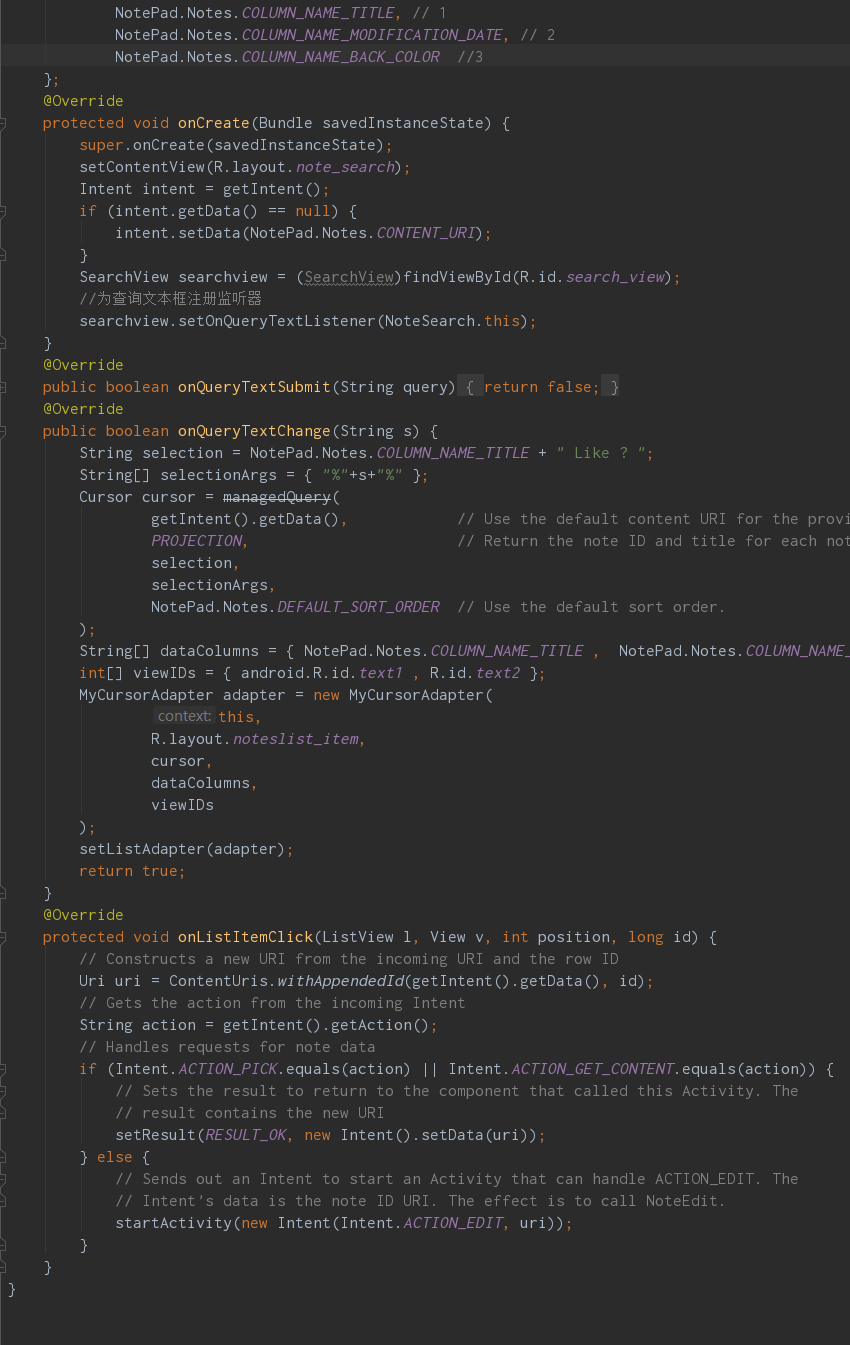 NotePad.Notes.COLUMN_NAME_TITLE, // 1
NotePad.Notes.COLUMN_NAME_MODIFICATION_DATE, // 2
NotePad.Notes.COLUMN_NAME_BACK_COLOR  //3
};
@Override
protected void onCreate(Bundle savedInstanceState) {
super.onCreate(savedInstanceState);
setContentView(R.layout.note_search);
Intent intent = getIntent();
if (intent.getData() == null) {
intent.setData(NotePad.Notes.CONTENT_URI);
}
SearchView searchview = (SearchView)findViewById(R.id.search_view);
//为查询文本框注册监听器
searchview.setOnQueryTextListener(NoteSearch.this);
}
@Override
public boolean onQueryTextSubmit(String query) { return false; }
@Override
public boolean onQueryTextChange(String s) {
String selection = NotePad.Notes.COLUMN_NAME_TITLE + " Like ? ";
String[] selectionArgs = { "%"+s+"%" };
Cursor cursor = managedQuery(
getIntent().getData(),            // Use the default content URI for the provi
PROJECTION,                       // Return the note ID and title for each not
selection,
selectionArgs,
NotePad.Notes.DEFAULT_SORT_ORDER  // Use the default sort order.
);
String[] dataColumns = { NotePad.Notes.COLUMN_NAME_TITLE ,  NotePad.Notes.COLUMN_NAME_
int[] viewIDs = { android.R.id.text1 , R.id.text2 };
MyCursorAdapter adapter = new MyCursorAdapter(
context: this,
R.layout.noteslist_item,
cursor,
dataColumns,
viewIDs
);
setListAdapter(adapter);
return true;
}
@Override
protected void onListItemClick(ListView l, View v, int position, long id) {
// Constructs a new URI from the incoming URI and the row ID
Uri uri = ContentUris.withAppendedId(getIntent().getData(), id);
// Gets the action from the incoming Intent
String action = getIntent().getAction();
// Handles requests for note data
if (Intent.ACTION_PICK.equals(action) || Intent.ACTION_GET_CONTENT.equals(action)) {
// Sets the result to return to the component that called this Activity. The
// result contains the new URI
setResult(RESULT_OK, new Intent().setData(uri));
} else {
// Sends out an Intent to start an Activity that can handle ACTION_EDIT. The
// Intent's data is the note ID URI. The effect is to call NoteEdit.
startActivity(new Intent(Intent.ACTION_EDIT, uri));
}
}
}